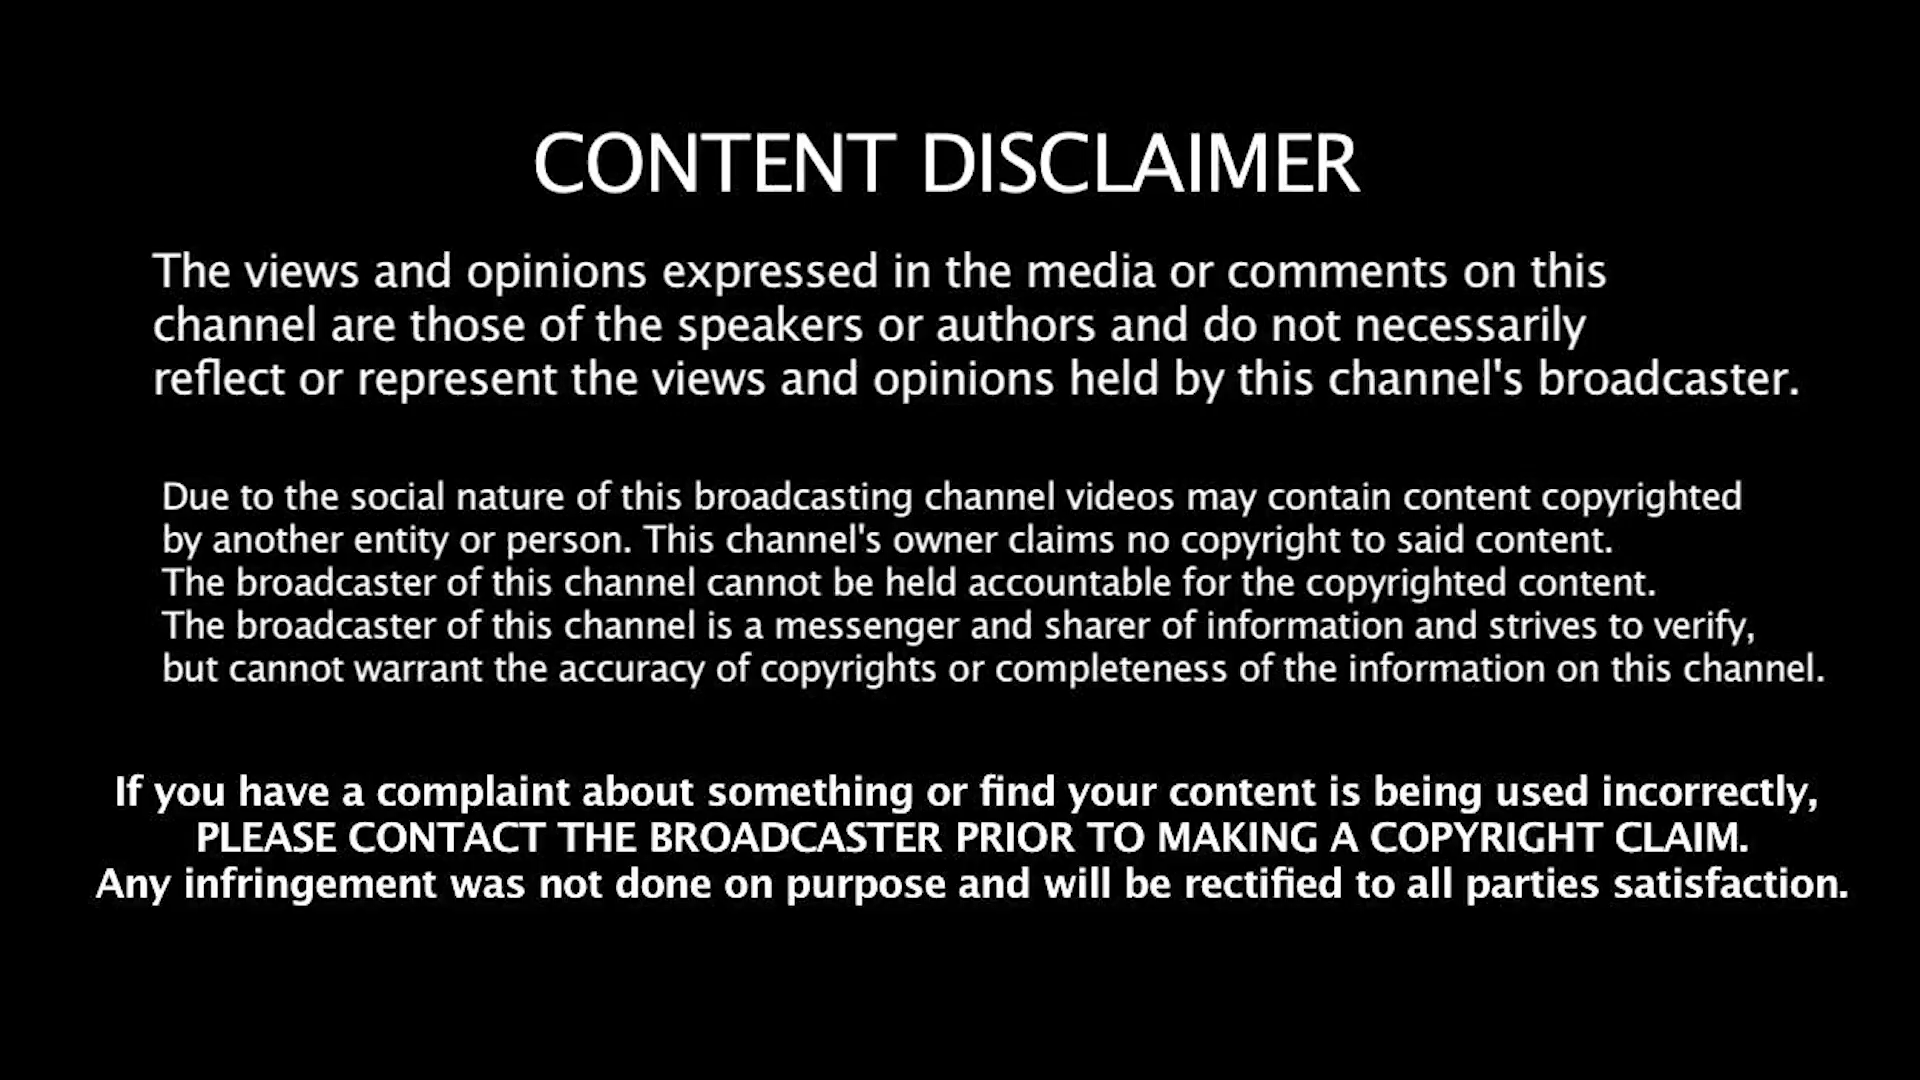 CONTENT DISCLAIMER
The views and opinions expressed in the media or comments on this
channel are those of the speakers or authors and do not necessarily
reflect or represent the views and opinions held by this channel's broadcaster.
Due to the social nature of this broadcasting channel videos may contain content copyrighted
by another entity or person. This channel's owner claims no copyright to said content.
The broadcaster of this channel cannot be held accountable for the copyrighted content.
The broadcaster of this channel is a messenger and sharer of information and strives to verify,
but cannot warrant the accuracy of copyrights or completeness of the information on this channel.
If you have a complaint about something or find your content is being used incorrectly,
PLEASE CONTACT THE BROADCASTER PRIOR TO MAKING A COPYRIGHT CLAIM.
Any infringement was not done on purpose and will be rectified to all parties satisfaction.